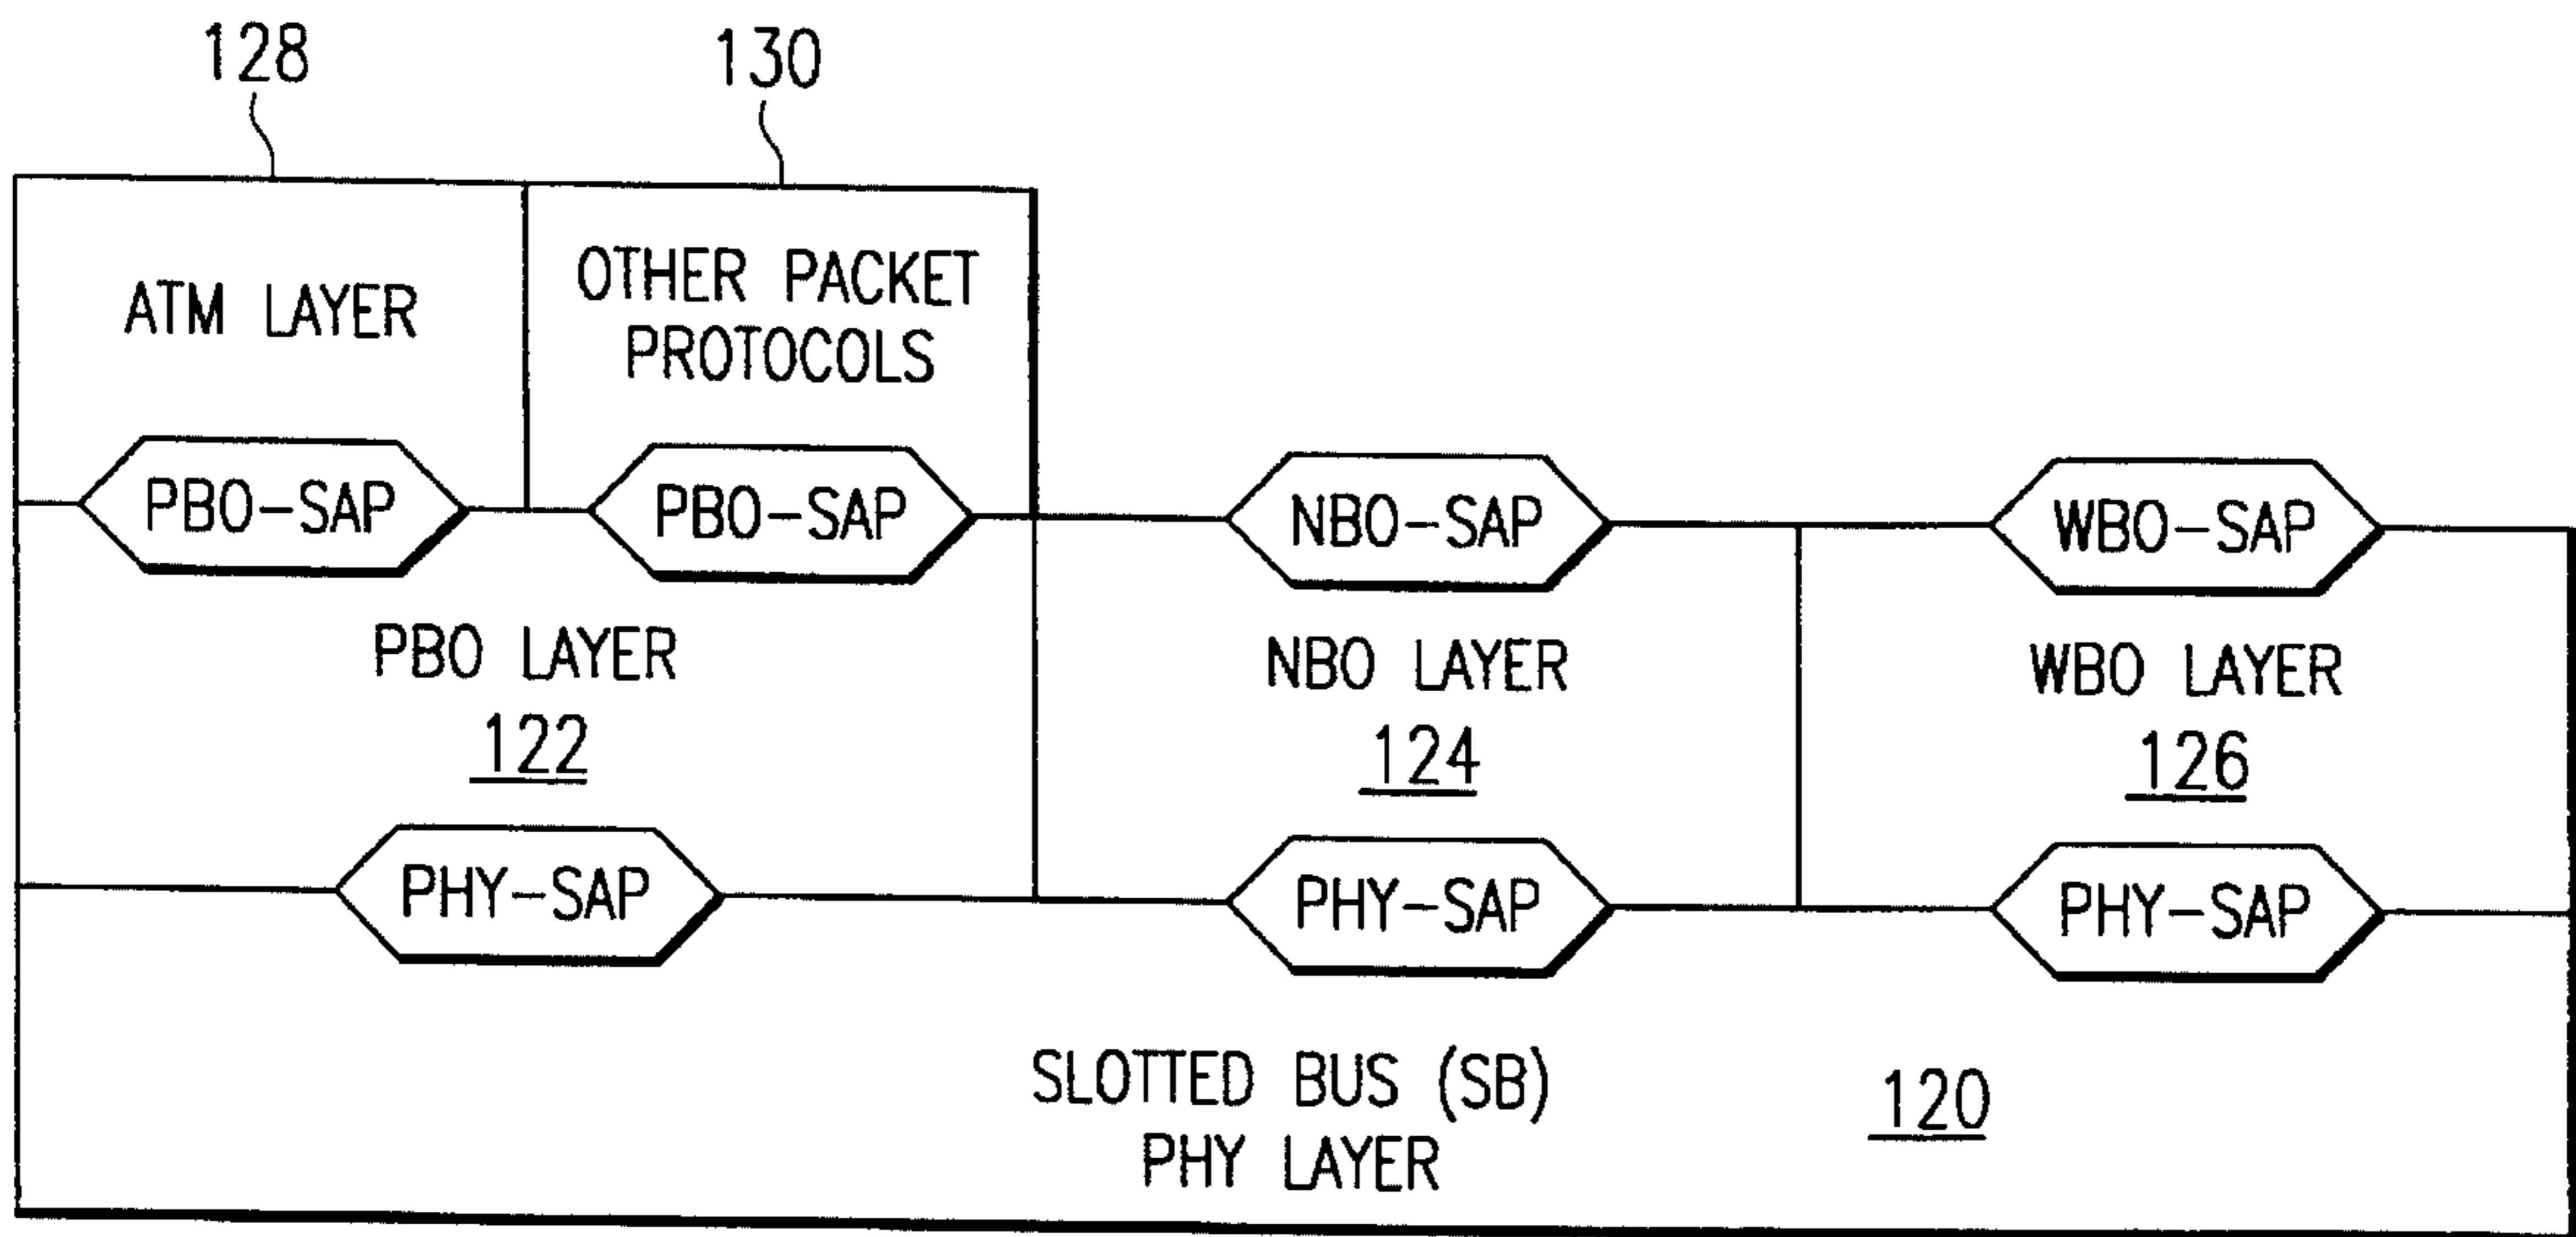 128
130
ATM LAYER
OTHER PACKET
PROTOCOLS
PBO-SAP
PBO-SAP
NBO-SAP
WBO-SAP
PBO LAYER
122
NBO LAYER
124
WBO LAYER
126
PHY-SAP
PHY-SAP
PHY-SAP
SLOTTED BUS (SB)
PHY LAYER
120